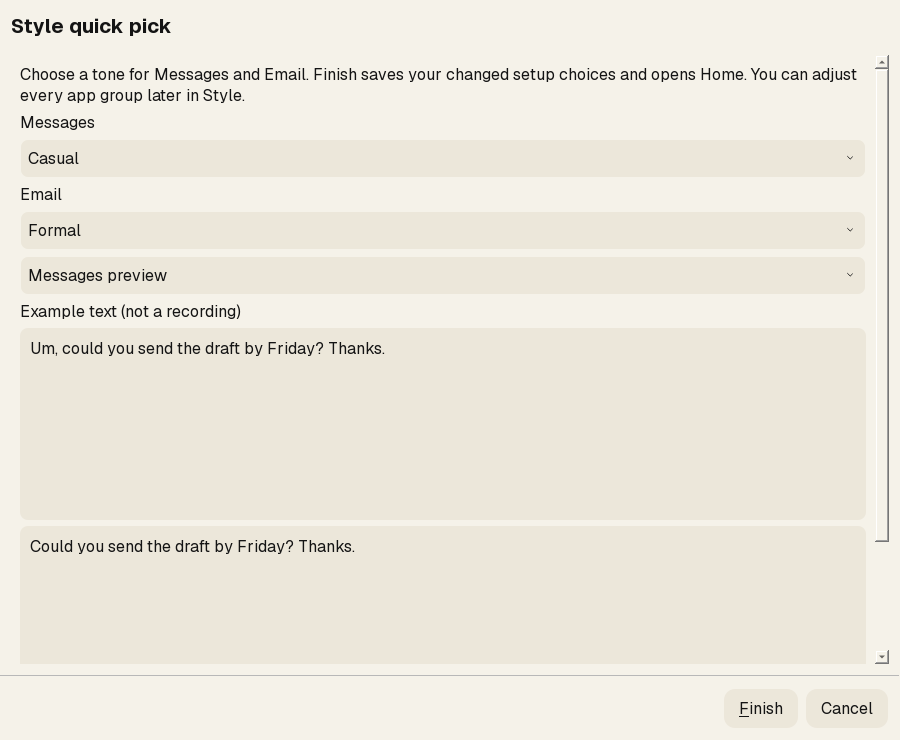 Style quick pick
Choose a tone for Messages and Email. Finish saves your changed setup choices and opens Home. You can adjust
every app group later in Style.
Messages
Casual
Email
Formal
Messages preview
Example text (not a recording)
Um, could you send the draft by Friday? Thanks.
Could you send the draft by Friday? Thanks.
Finish Cancel